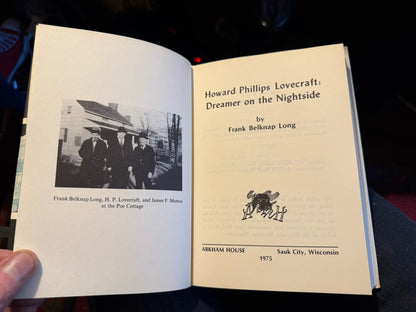 Frank Belknap Long, H. P. Lovecraft, and James F. Morton
at the Poe Cottage
Howard Phillips Lovecraft:
Dreamer on the Nightside
by
Frank Belknap Long
ARKHAM HOUSE Sauk City, Wisconsin
1975